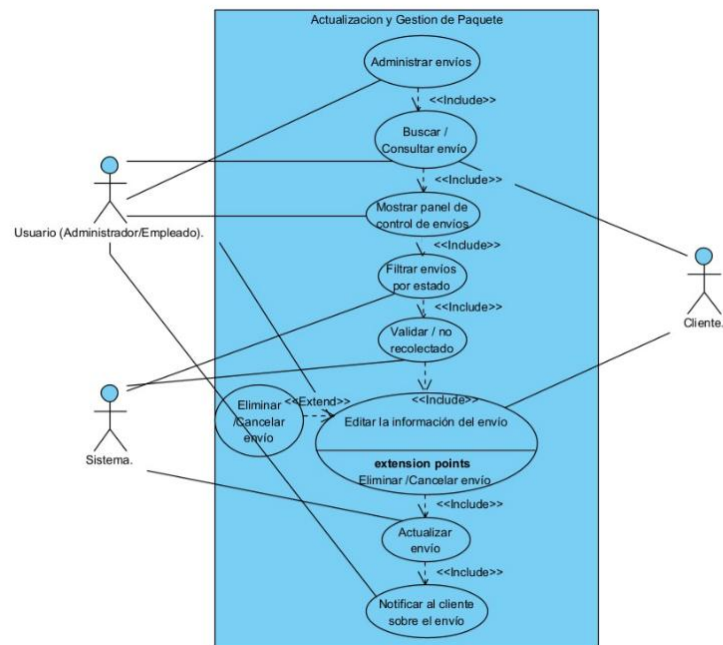 Actualizacion y Gestion de Paquete
Administrar envíos
<<Include>>
Buscar /
Consultar envío
<<Include>>
Mostrar panel de
control de envíos
Usuario (Administrador/Empleado).
<<Include>>
Filtrar envíos
por estado
<<Include>>
Validar / no
recolectado
Cliente.
<<Extend>>
<<Include>>
Eliminar
/Cancelar
envío
Editar la información del envío
extension points
Eliminar /Cancelar envío
Sistema.
<<Include>>
Actualizar
envío
<<Include>>
Notificar al cliente
sobre el envío